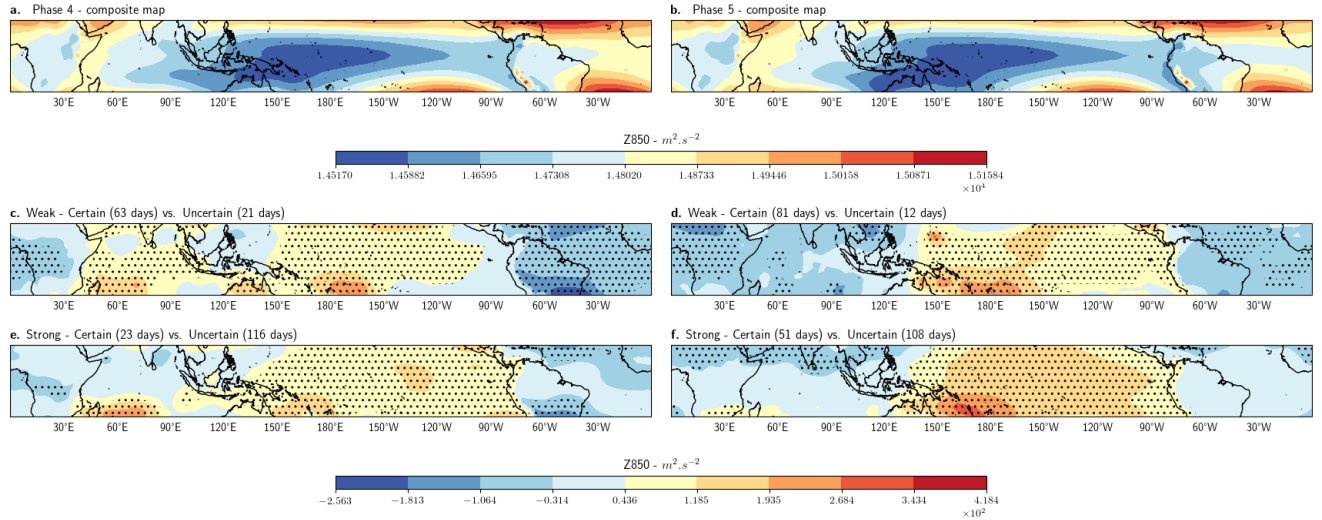 a. Phase 4 - composite map
b. Phase 5 - composite map
30°E 60°E 90°E 120°E 150°E 180°E 150°W 120°W 90°W 60°W 30°W
30°E 60°E 90°E 120°E 150°E 180°E 150°W 120°W 90°W 60°W 30°W
Z850 - m².s⁻²
1.45170 1.45882 1.46595 1.47308 1.48020 1.48733 1.49446 1.50158 1.50871 1.51584
×10⁴
c. Weak - Certain (63 days) vs. Uncertain (21 days)
d. Weak - Certain (81 days) vs. Uncertain (12 days)
30°E 60°E 90°E 120°E 150°E 180°E 150°W 120°W 90°W 60°W 30°W
30°E 60°E 90°E 120°E 150°E 180°E 150°W 120°W 90°W 60°W 30°W
e. Strong - Certain (23 days) vs. Uncertain (116 days)
f. Strong - Certain (51 days) vs. Uncertain (108 days)
30°E 60°E 90°E 120°E 150°E 180°E 150°W 120°W 90°W 60°W 30°W
30°E 60°E 90°E 120°E 150°E 180°E 150°W 120°W 90°W 60°W 30°W
Z850 - m².s⁻²
−2.563 −1.813 −1.064 −0.314 0.436 1.185 1.935 2.684 3.434 4.184
×10²